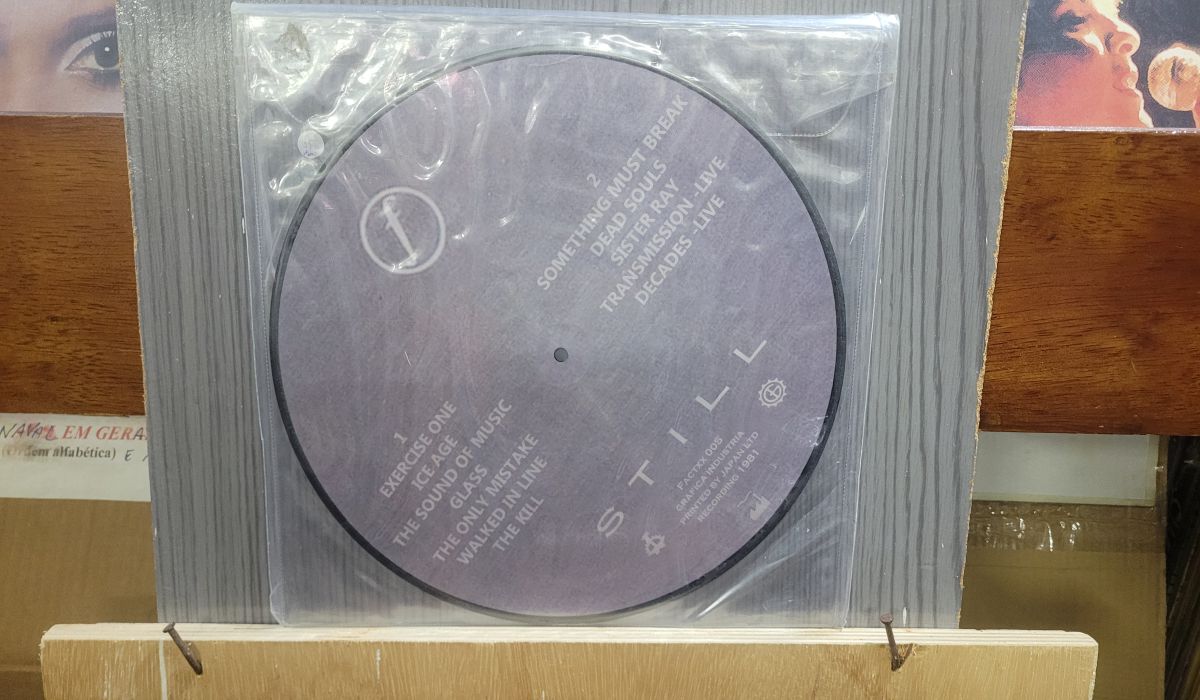 f
2
SOMETHING MUST BREAK
DEAD SOULS
SISTER RAY
TRANSMISSION -LIVE
DECADES -LIVE
1
EXERCISE ONE
ICE AGE
THE SOUND OF MUSIC
GLASS
THE ONLY MISTAKE
WALKED IN LINE
THE KILL
STILL
FACTXX 005
GRAFICA INDUSTRIA
PRINTED BY JAPAN LTD
RECORDING 1981
NAVAL EM GERA
(Ordem alfabética) E